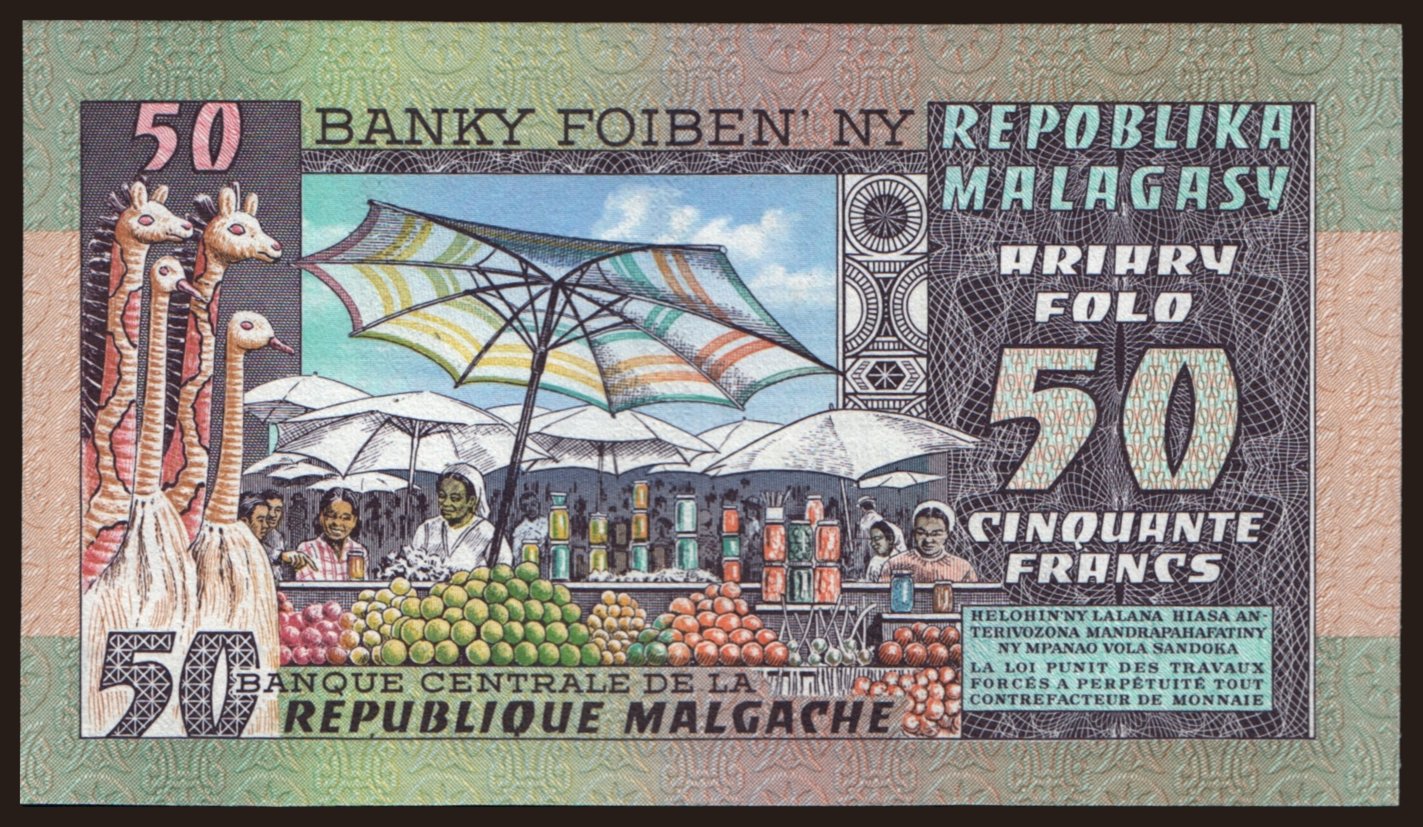 50
BANKY FOIBEN' NY
REPOBLIKA
MALAGASY
ARIARY
FOLO
50
CINQUANTE
FRANCS
HELOHIN'NY LALANA HIASA AN-
TERIVOZONA MANDRAPAHAFATINY
NY MPANAO VOLA SANDOKA
LA LOI PUNIT DES TRAVAUX
FORCÉS A PERPÉTUITÉ TOUT
CONTREFACTEUR DE MONNAIE
50
BANQUE CENTRALE DE LA
RÉPUBLIQUE MALGACHE